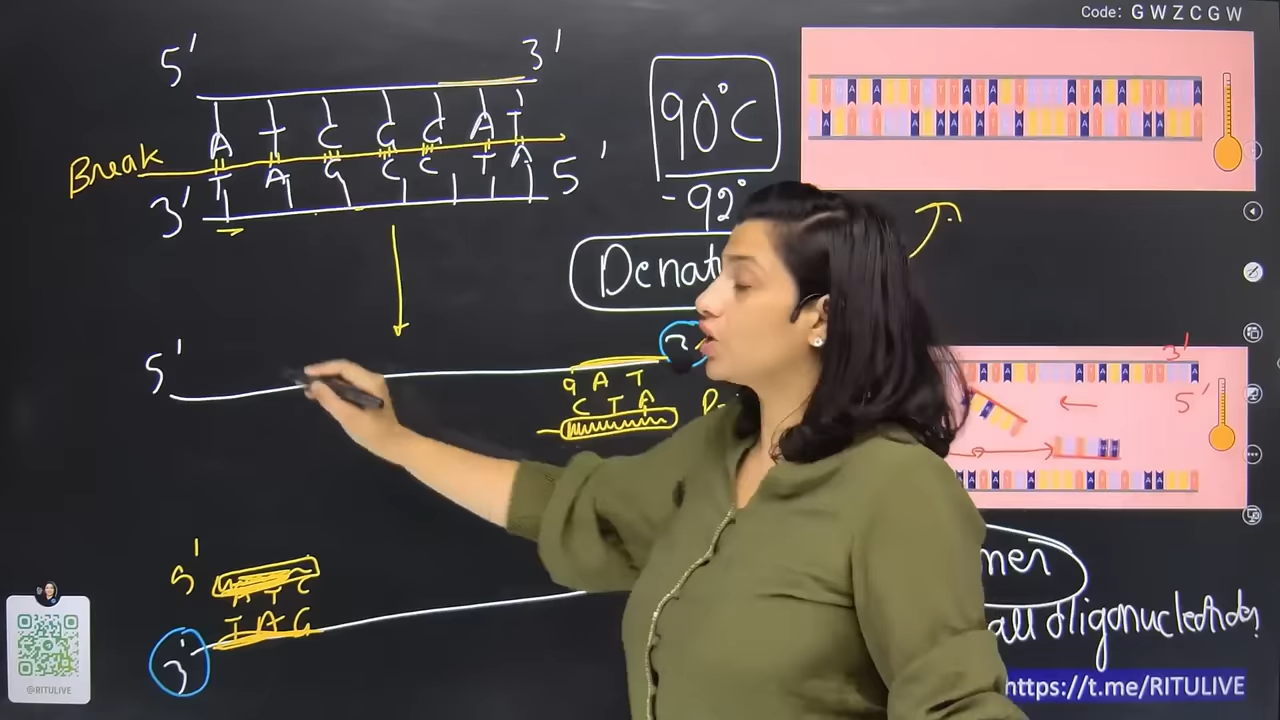 Code: G W Z C G W
5' 3'
A T C G G A T
Break
T A G C C T A
3' 5'
90°C
-92°
Denat
5'
3'
G A T
C T A
5'
A T C
T A G
3'
3'
5'
mer
all oligonucleotides
@RITULIVE
https://t.me/RITULIVE